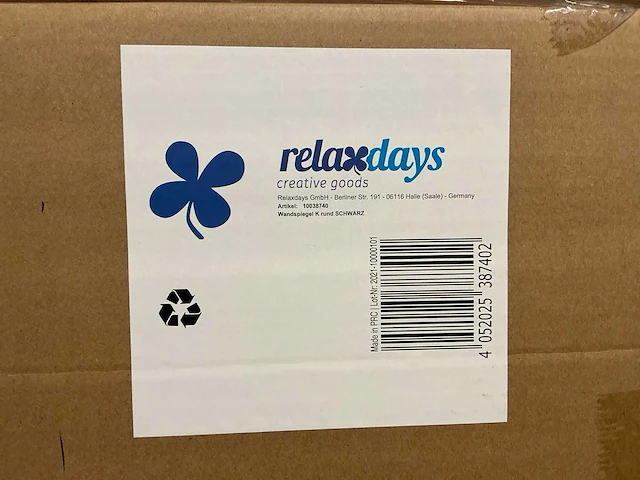 relaxdays
creative goods
Relaxdays GmbH - Berliner Str. 191 - 06116 Halle (Saale) - Germany
Artikel: 10038740
Wandspiegel K rund SCHWARZ
Made in PRC | Lot-Nr: 2021-10000101
4 052025 387402